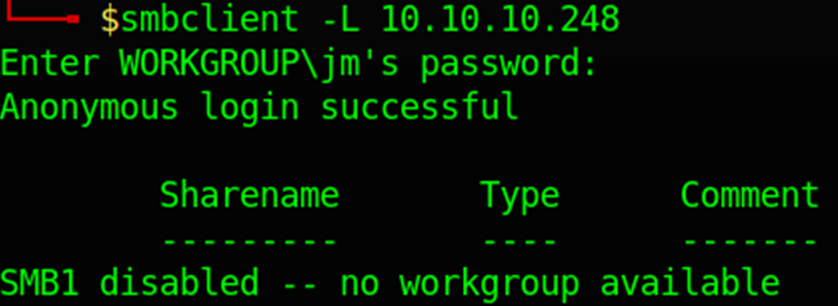 $smbclient -L 10.10.10.248
Enter WORKGROUP\jm's password:
Anonymous login successful
Sharename Type Comment
--------- ---- -------
SMB1 disabled -- no workgroup available